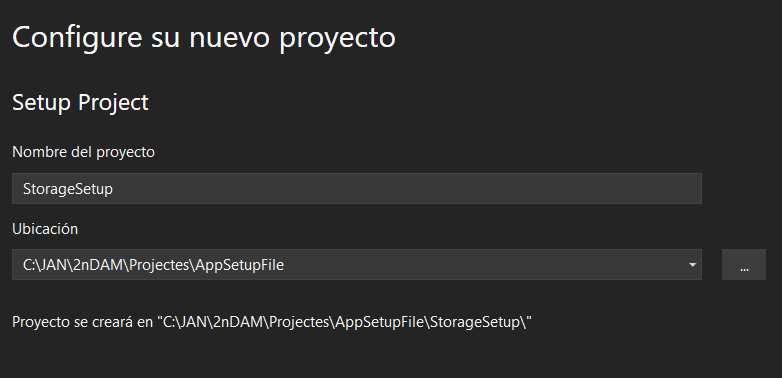 Configure su nuevo proyecto
Setup Project
Nombre del proyecto
StorageSetup
Ubicación
C:\JAN\2nDAM\Projectes\AppSetupFile
...
Proyecto se creará en "C:\JAN\2nDAM\Projectes\AppSetupFile\StorageSetup\"